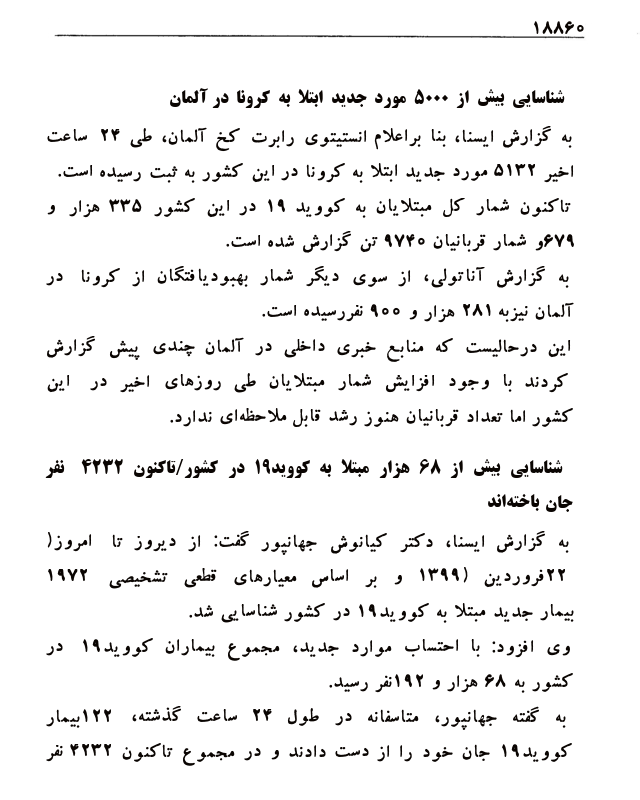 ۱۸۸۶۰
شناسایی بیش از ۵۰۰۰ مورد جدید ابتلا به کرونا در آلمان
به گزارش ایسنا، بنا براعلام انستیتوی رابرت کخ آلمان، طی ۲۴ ساعت
اخیر ۵۱۳۲ مورد جدید ابتلا به کرونا در این کشور به ثبت رسیده است.
تاکنون شمار کل مبتلایان به کووید ۱۹ در این کشور ۳۳۵ هزار و
۶۷۹و شمار قربانیان ۹۷۴۰ تن گزارش شده است.
به گزارش آناتولی، از سوی دیگر شمار بهبودیافتگان از کرونا در
آلمان نیزبه ۲۸۱ هزار و ۹۰۰ نفررسیده است.
این درحالیست که منابع خبری داخلی در آلمان چندی پیش گزارش
کردند با وجود افزایش شمار مبتلایان طی روزهای اخیر در این
کشور اما تعداد قربانیان هنوز رشد قابل ملاحظه‌ای ندارد.
شناسایی بیش از ۶۸ هزار مبتلا به کووید۱۹ در کشور/تاکنون ۴۲۳۲ نفر
جان باخته‌اند
به گزارش ایسنا، دکتر کیانوش جهانپور گفت: از دیروز تا امروز(
۲۲فروردین ۱۳۹۹) و بر اساس معیارهای قطعی تشخیصی ۱۹۷۲
بیمار جدید مبتلا به کووید۱۹ در کشور شناسایی شد.
وی افزود: با احتساب موارد جدید، مجموع بیماران کووید۱۹ در
کشور به ۶۸ هزار و ۱۹۲نفر رسید.
به گفته جهانپور، متاسفانه در طول ۲۴ ساعت گذشته، ۱۲۲بیمار
کووید۱۹ جان خود را از دست دادند و در مجموع تاکنون ۴۲۳۲ نفر